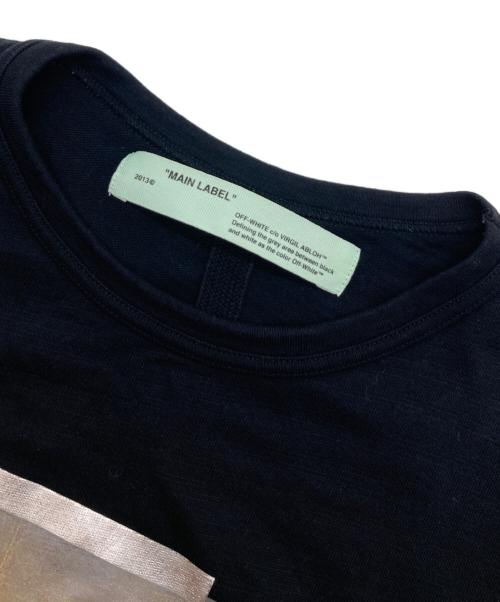 2013©
"MAIN LABEL"
OFF-WHITE c/o VIRGIL ABLOH™
Defining the grey area between black
and white as the color Off-White™